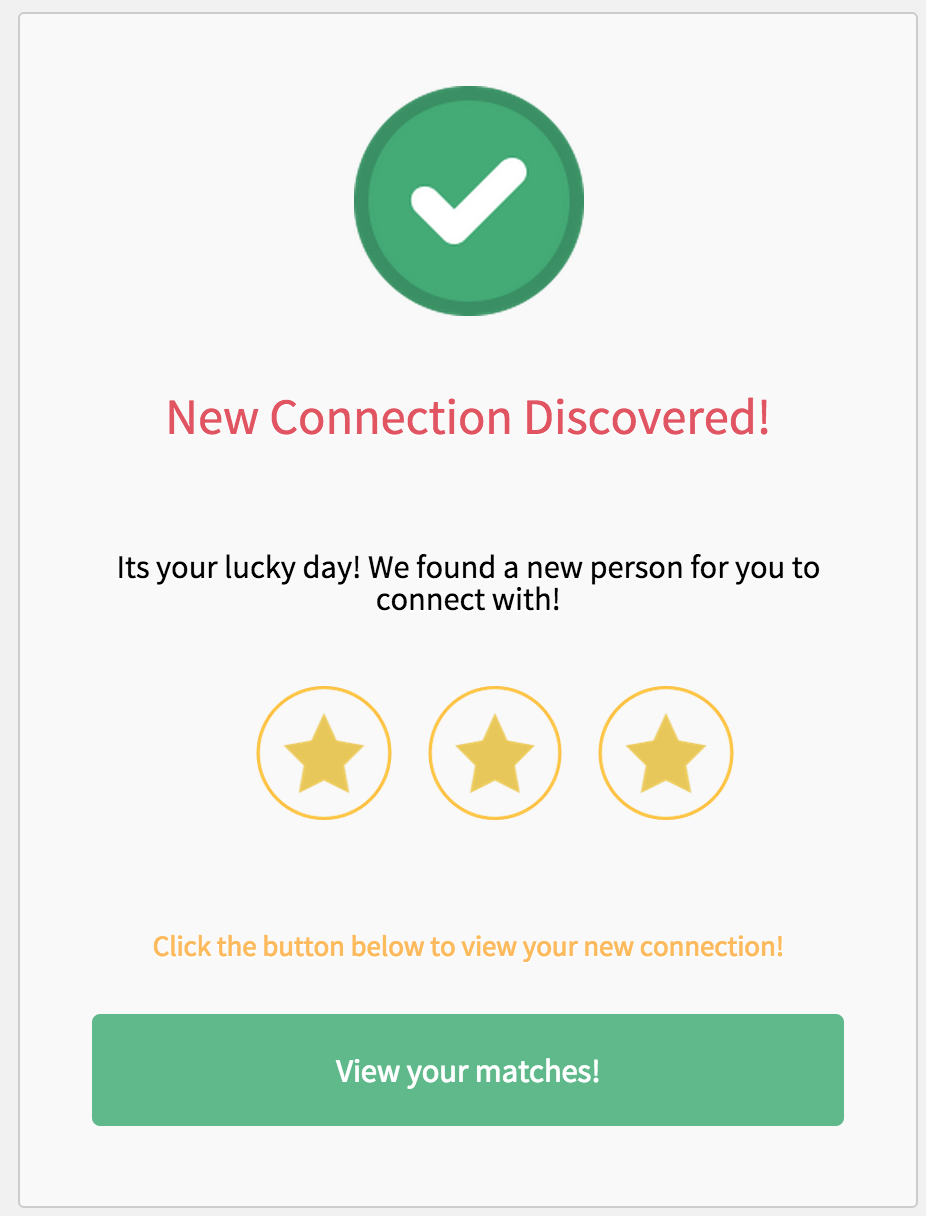 New Connection Discovered!
Its your lucky day! We found a new person for you to
connect with!
Click the button below to view your new connection!
View your matches!